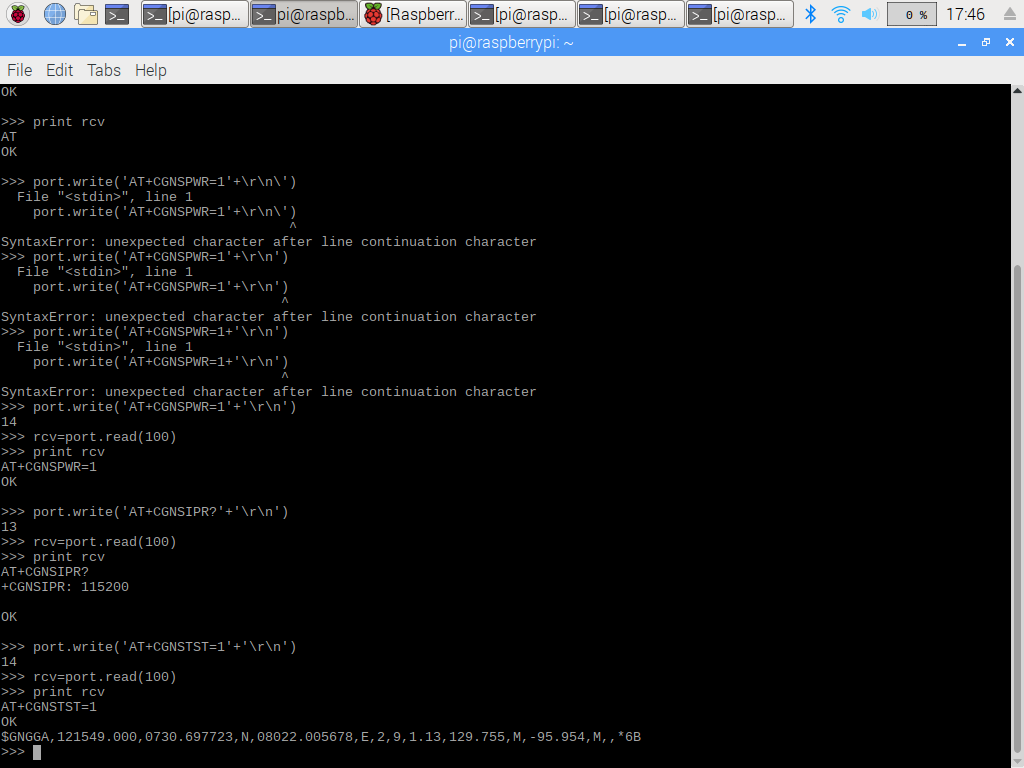 [pi@rasp... pi@raspb... [Raspberr... [pi@rasp... [pi@rasp... [pi@rasp... 0 % 17:46
pi@raspberrypi: ~
File Edit Tabs Help
OK
>>> print rcv
AT
OK
>>> port.write('AT+CGNSPWR=1'+\r\n\')
  File "<stdin>", line 1
    port.write('AT+CGNSPWR=1'+\r\n\')
                                    ^
SyntaxError: unexpected character after line continuation character
>>> port.write('AT+CGNSPWR=1'+\r\n')
  File "<stdin>", line 1
    port.write('AT+CGNSPWR=1'+\r\n')
                                   ^
SyntaxError: unexpected character after line continuation character
>>> port.write('AT+CGNSPWR=1+'\r\n')
  File "<stdin>", line 1
    port.write('AT+CGNSPWR=1+'\r\n')
                                   ^
SyntaxError: unexpected character after line continuation character
>>> port.write('AT+CGNSPWR=1'+'\r\n')
14
>>> rcv=port.read(100)
>>> print rcv
AT+CGNSPWR=1
OK
>>> port.write('AT+CGNSIPR?'+'\r\n')
13
>>> rcv=port.read(100)
>>> print rcv
AT+CGNSIPR?
+CGNSIPR: 115200
OK
>>> port.write('AT+CGNSTST=1'+'\r\n')
14
>>> rcv=port.read(100)
>>> print rcv
AT+CGNSTST=1
OK
$GNGGA,121549.000,0730.697723,N,08022.005678,E,2,9,1.13,129.755,M,-95.954,M,,*6B
>>>